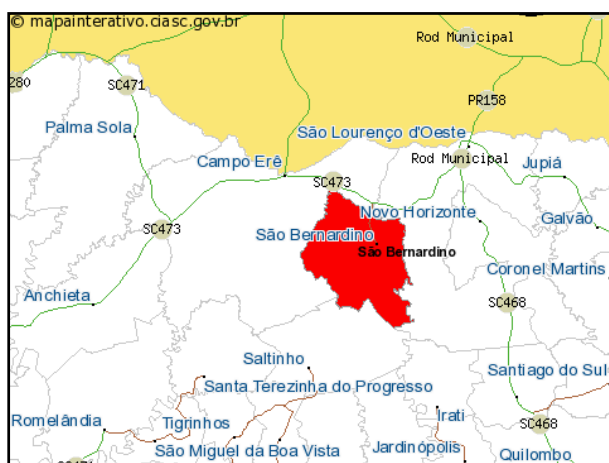 © mapainterativo.ciasc.gov.br
Rod Municipal
280
SC471
PR158
Palma Sola
São Lourenço d'Oeste
Campo Erê
Rod Municipal
Jupiá
SC473
Novo Horizonte
Galvão
SC473
São Bernardino
São Bernardino
Coronel Martins
Anchieta
SC468
Saltinho
Santiago do Sul
Santa Terezinha do Progresso
Romelândia
Tigrinhos
Irati
SC468
São Miguel da Boa Vista
Jardinópolis
Quilombo